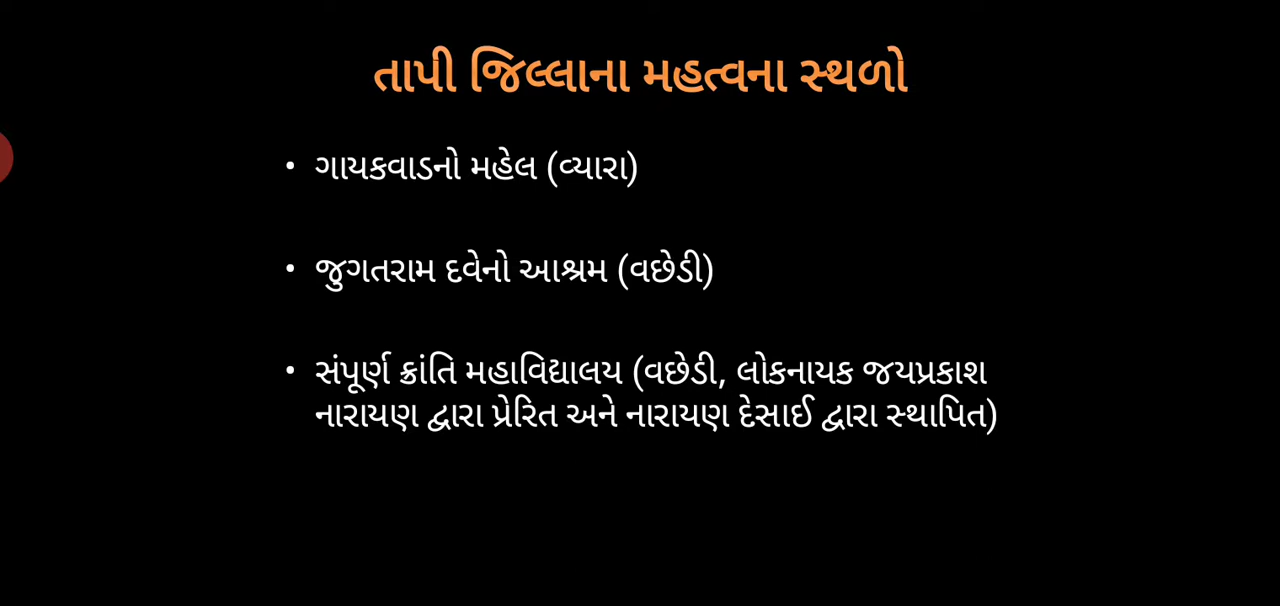 તાપી જિલ્લાના મહત્વના સ્થળો
• ગાયકવાડનો મહેલ (વ્યારા)
• જુગતરામ દવેનો આશ્રમ (વછેડી)
• સંપૂર્ણ ક્રાંતિ મહાવિદ્યાલય (વછેડી, લોકનાયક જયપ્રકાશ
નારાયણ દ્વારા પ્રેરિત અને નારાયણ દેસાઈ દ્વારા સ્થાપિત)